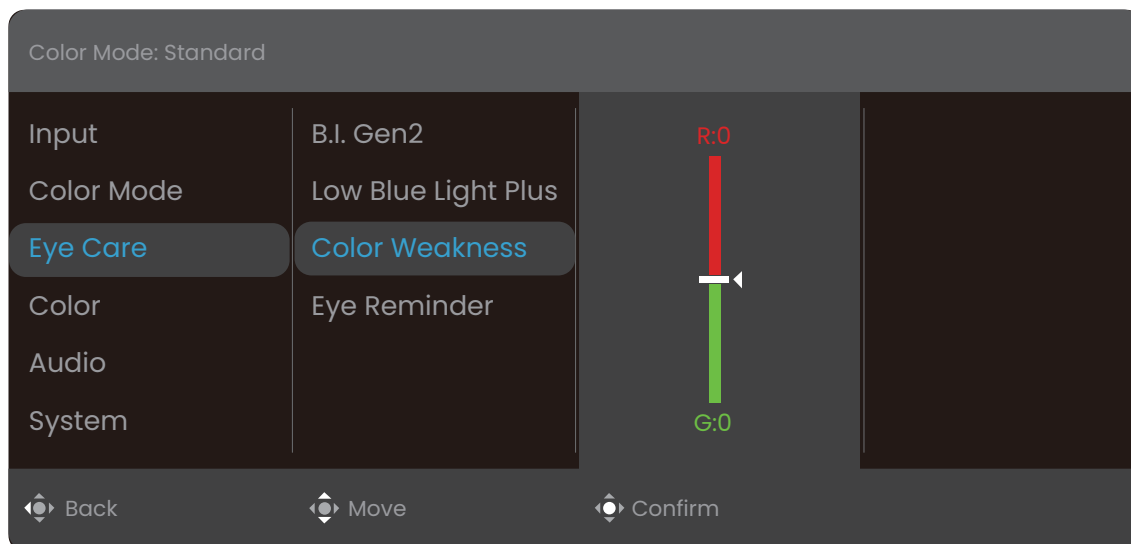 Color Mode: Standard
Input
Color Mode
Eye Care
Color
Audio
System
B.I. Gen2
Low Blue Light Plus
Color Weakness
Eye Reminder
R:0
G:0
Back
Move
Confirm